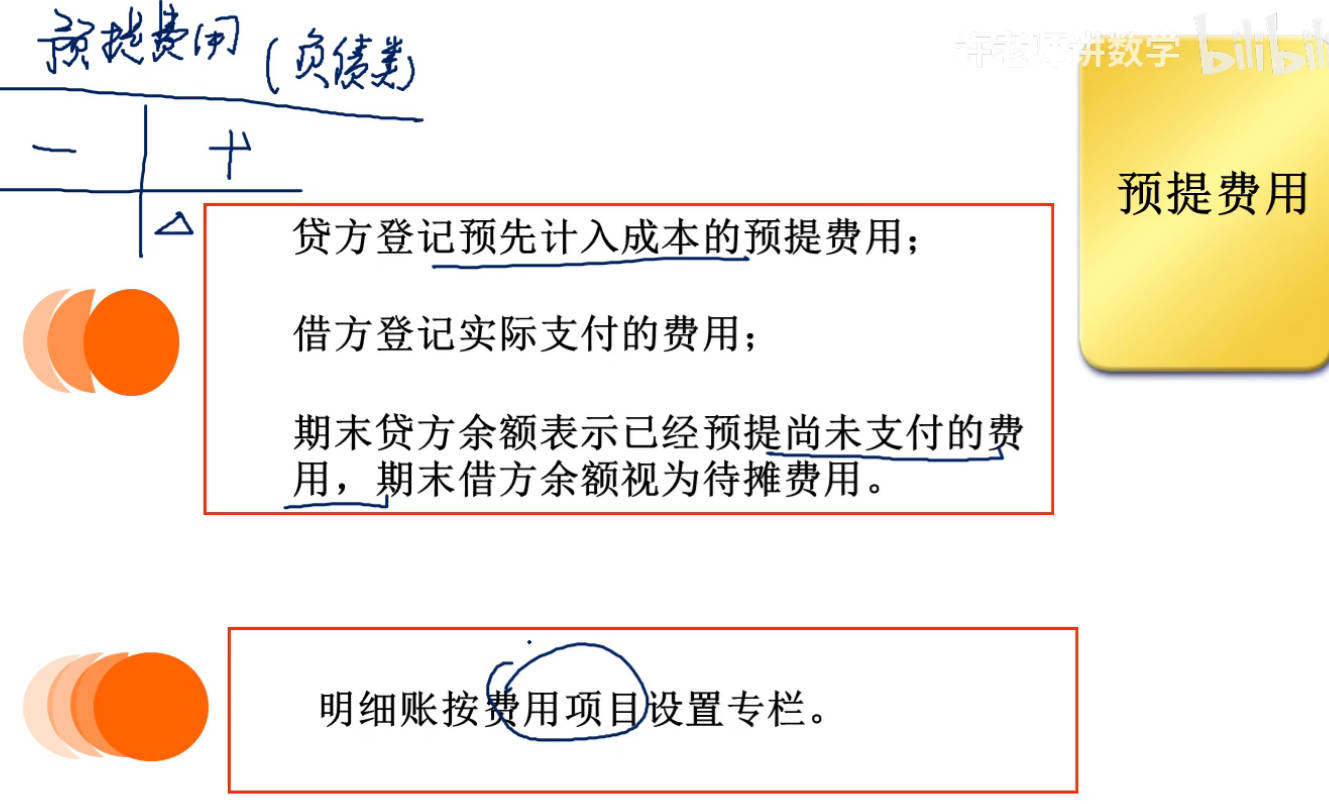 预提费用(负债类)
许老师讲数学 bilibili
— +
预提费用
△
贷方登记预先计入成本的预提费用；
借方登记实际支付的费用；
期末贷方余额表示已经预提尚未支付的费
用，期末借方余额视为待摊费用。
明细账按费用项目设置专栏。